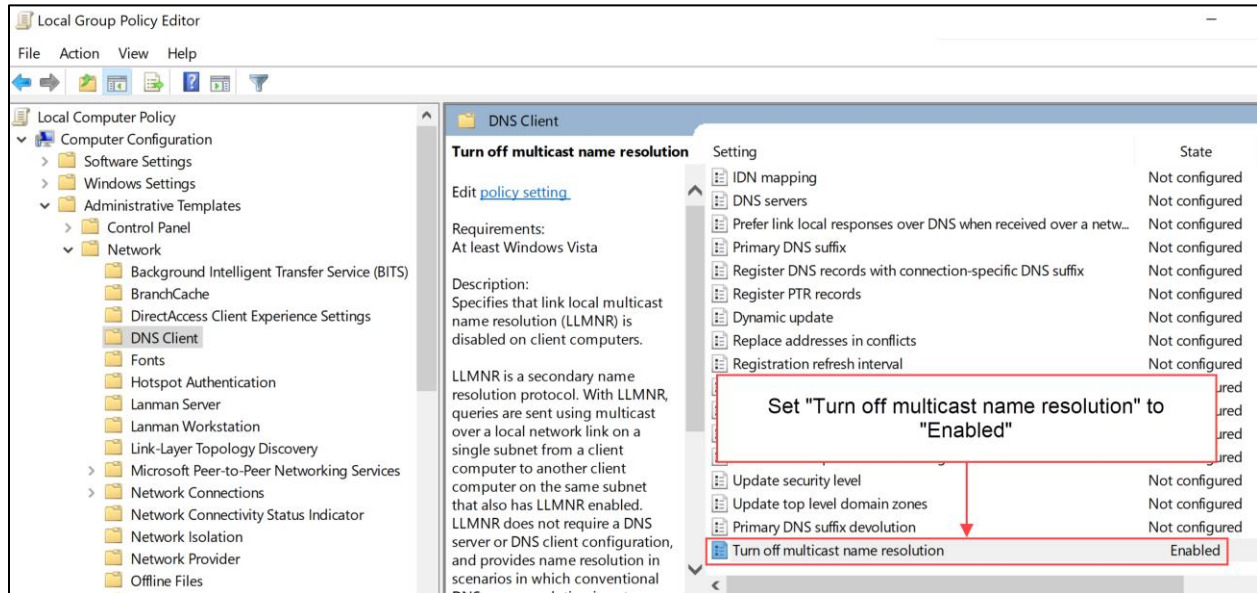 Local Group Policy Editor
File Action View Help
Local Computer Policy
Computer Configuration
Software Settings
Windows Settings
Administrative Templates
Control Panel
Network
Background Intelligent Transfer Service (BITS)
BranchCache
DirectAccess Client Experience Settings
DNS Client
Fonts
Hotspot Authentication
Lanman Server
Lanman Workstation
Link-Layer Topology Discovery
Microsoft Peer-to-Peer Networking Services
Network Connections
Network Connectivity Status Indicator
Network Isolation
Network Provider
Offline Files
DNS Client
Turn off multicast name resolution
Edit policy setting
Requirements:
At least Windows Vista
Description:
Specifies that link local multicast
name resolution (LLMNR) is
disabled on client computers.
LLMNR is a secondary name
resolution protocol. With LLMNR,
queries are sent using multicast
over a local network link on a
single subnet from a client
computer to another client
computer on the same subnet
that also has LLMNR enabled.
LLMNR does not require a DNS
server or DNS client configuration,
and provides name resolution in
scenarios in which conventional
Setting State
IDN mapping Not configured
DNS servers Not configured
Prefer link local responses over DNS when received over a netw... Not configured
Primary DNS suffix Not configured
Register DNS records with connection-specific DNS suffix Not configured
Register PTR records Not configured
Dynamic update Not configured
Replace addresses in conflicts Not configured
Registration refresh interval Not configured
Set "Turn off multicast name resolution" to
"Enabled"
Update security level Not configured
Update top level domain zones Not configured
Primary DNS suffix devolution Not configured
Turn off multicast name resolution Enabled